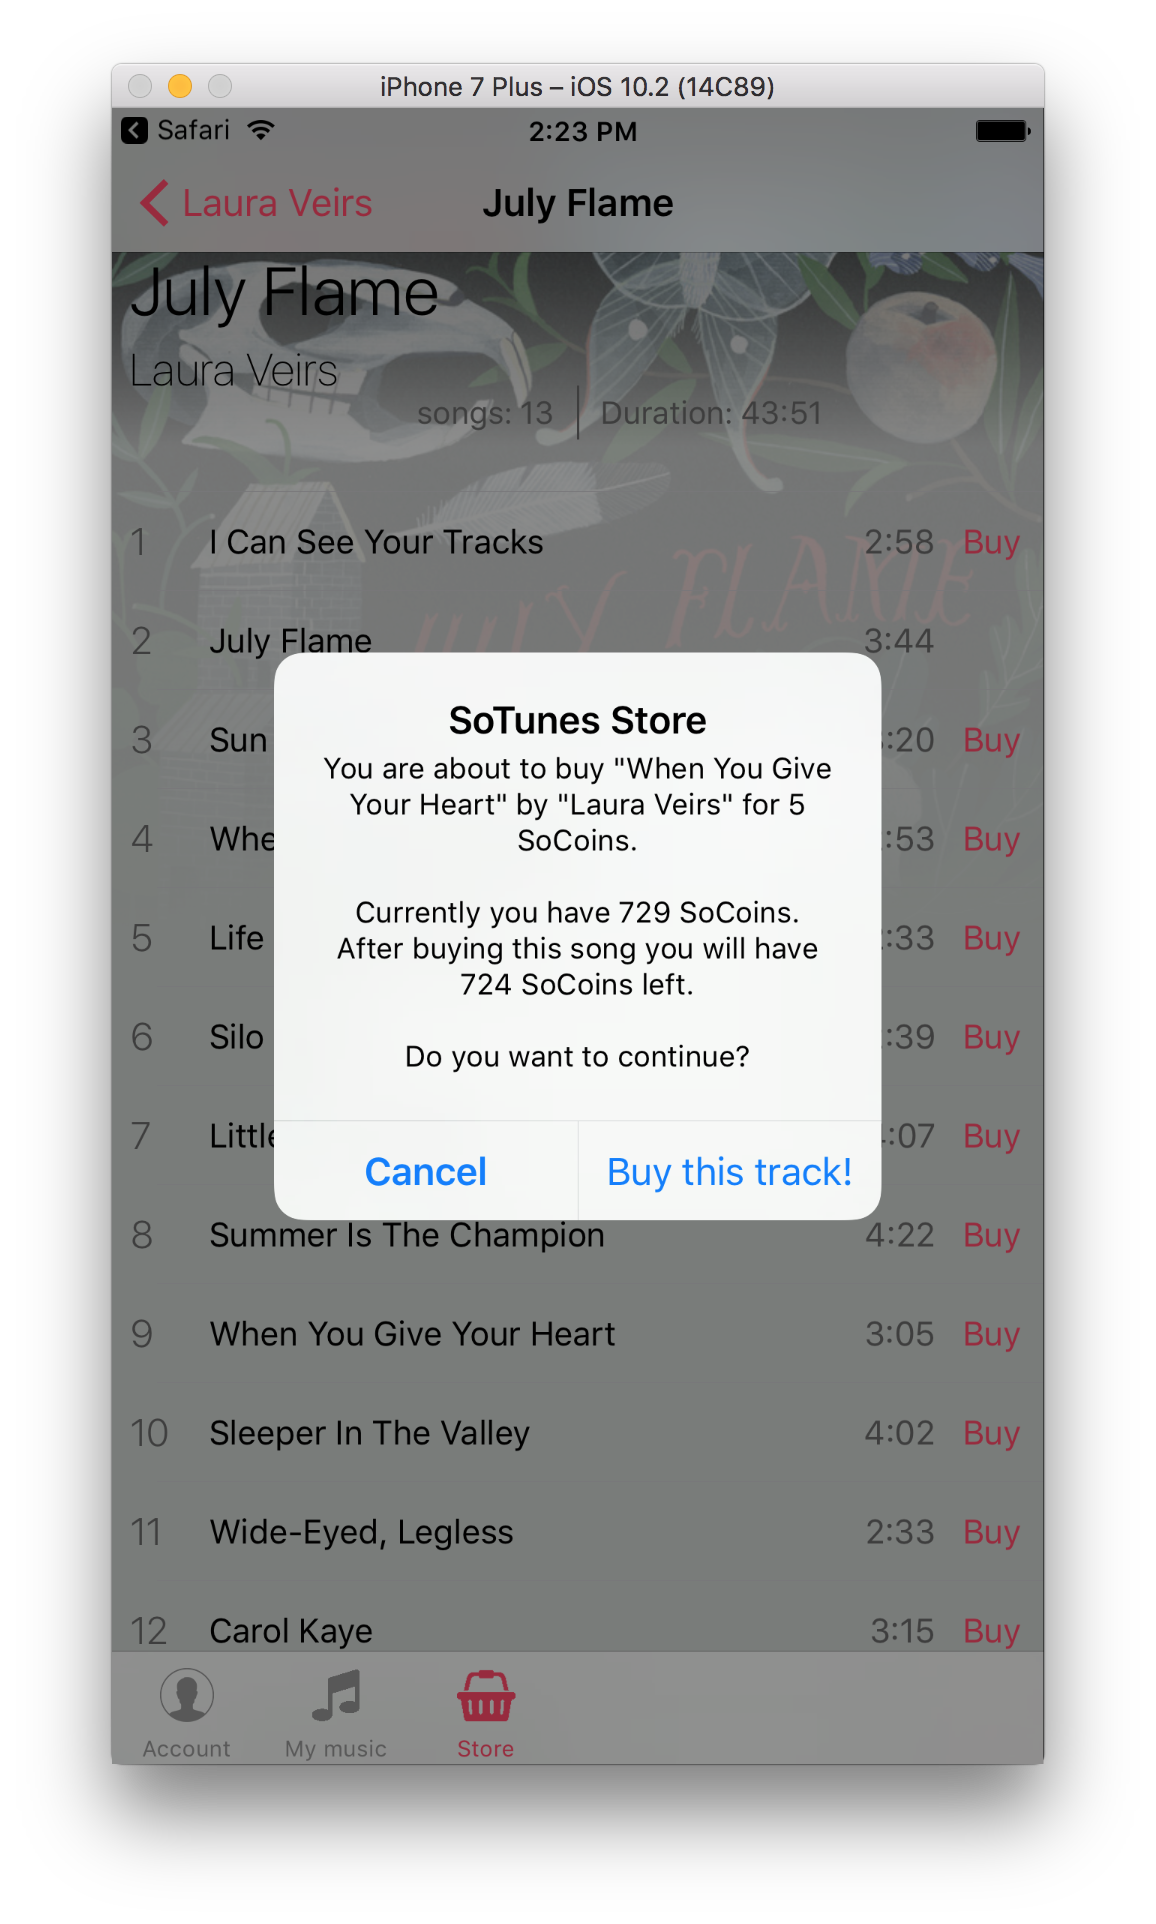 iPhone 7 Plus – iOS 10.2 (14C89)
Safari 2:23 PM
Laura Veirs July Flame
July Flame
Laura Veirs
songs: 13 Duration: 43:51
JULY FLAME
1 I Can See Your Tracks 2:58 Buy
2 July Flame 3:44
3 Sun :20 Buy
4 :53 Buy
5 Life :33 Buy
6 Silo :39 Buy
7 :07 Buy
SoTunes Store
You are about to buy "When You Give
Your Heart" by "Laura Veirs" for 5
SoCoins.
Currently you have 729 SoCoins.
After buying this song you will have
724 SoCoins left.
Do you want to continue?
Cancel Buy this track!
8 Summer Is The Champion 4:22 Buy
9 When You Give Your Heart 3:05 Buy
10 Sleeper In The Valley 4:02 Buy
11 Wide-Eyed, Legless 2:33 Buy
12 Carol Kaye 3:15 Buy
Account My music Store